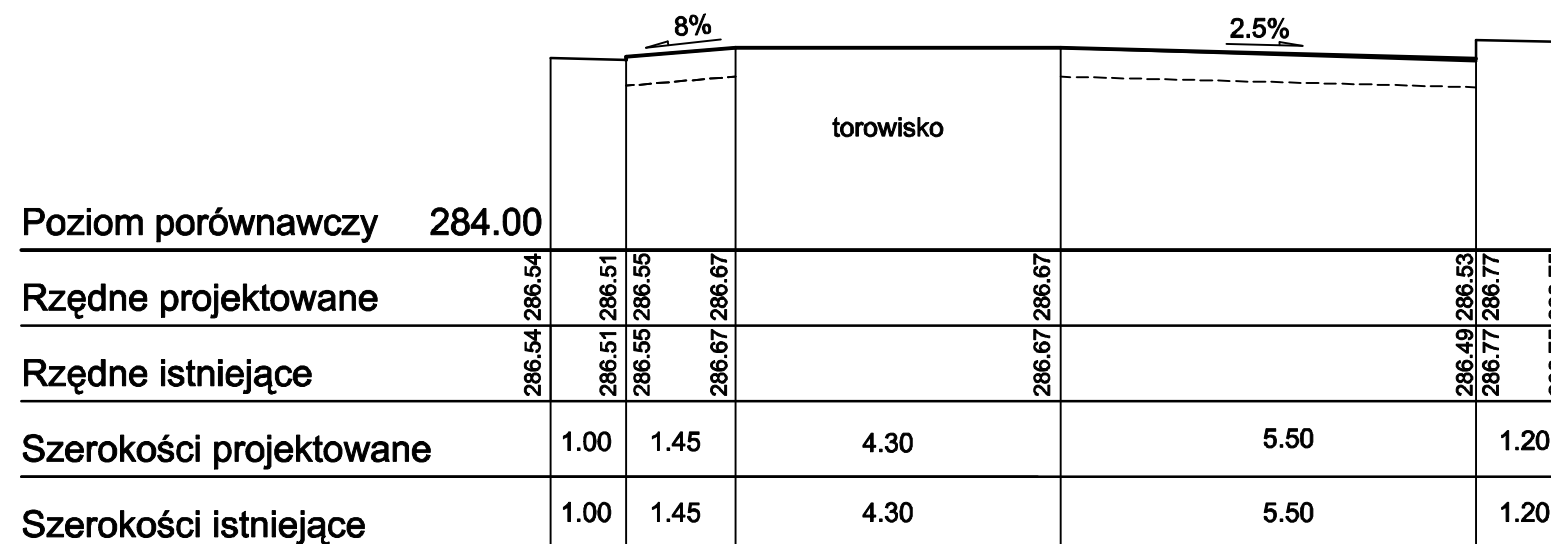 8% 2.5%
torowisko
Poziom porównawczy 284.00
Rzędne projektowane 286.54 286.51 286.55 286.67 286.67 286.53 286.77
Rzędne istniejące 286.54 286.51 286.55 286.67 286.67 286.49 286.77
Szerokości projektowane 1.00 1.45 4.30 5.50 1.20
Szerokości istniejące 1.00 1.45 4.30 5.50 1.20